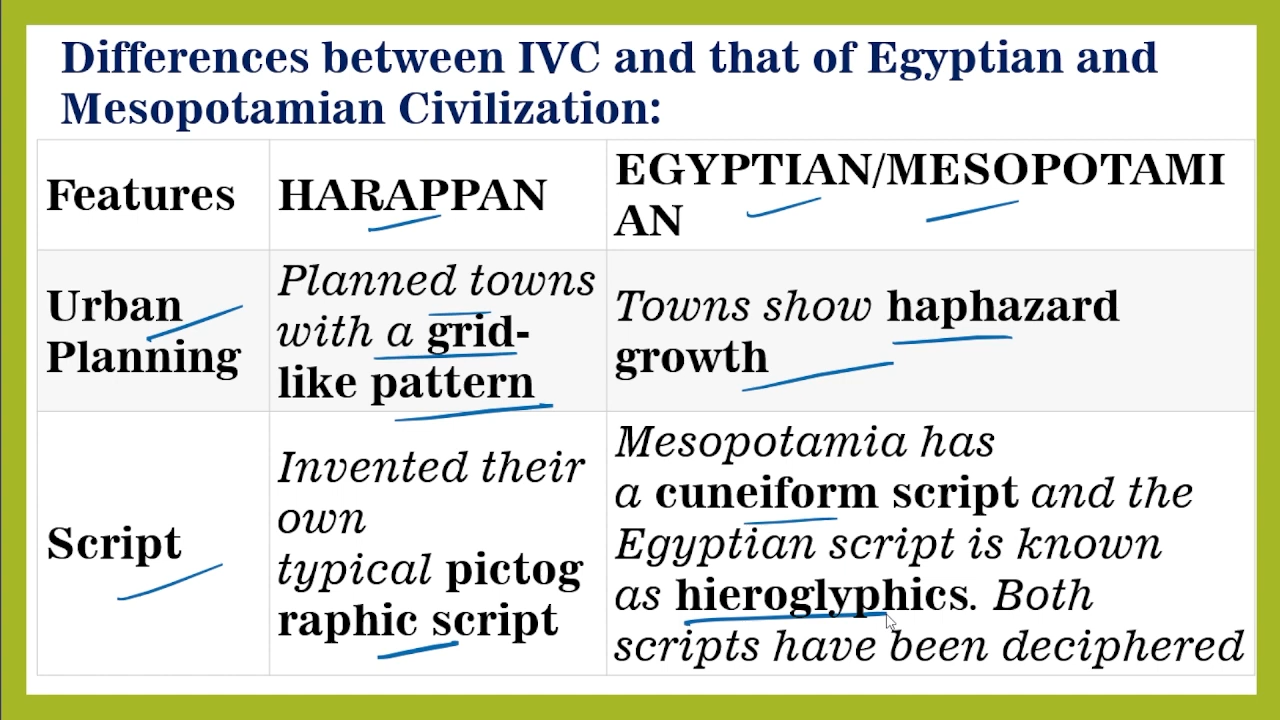 Differences between IVC and that of Egyptian and
Mesopotamian Civilization:
Features
HARAPPAN
EGYPTIAN/MESOPOTAMI
AN
Urban
Planning
Planned towns
with a grid-
like pattern
Towns show haphazard
growth
Script
Invented their
own
typical pictog
raphic script
Mesopotamia has
a cuneiform script and the
Egyptian script is known
as hieroglyphics. Both
scripts have been deciphered